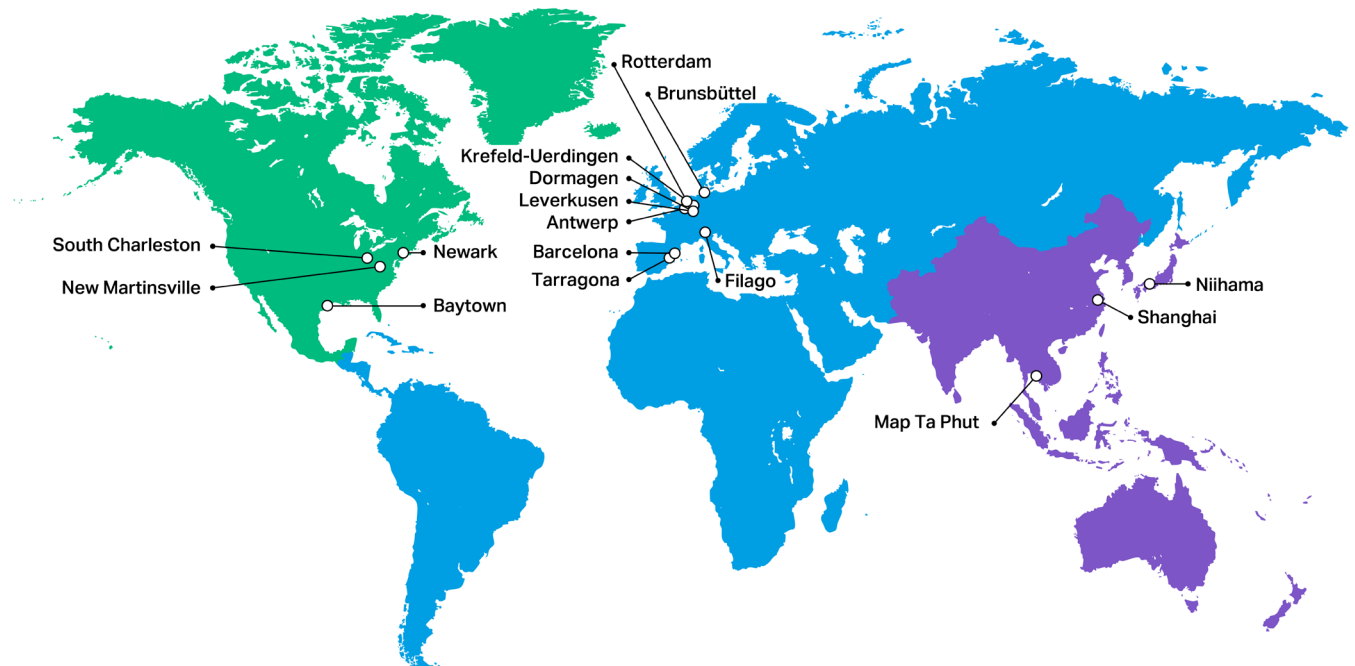 Rotterdam
Brunsbüttel
Krefeld-Uerdingen
Dormagen
Leverkusen
Antwerp
South Charleston
Newark
Barcelona
Tarragona
Filago
New Martinsville
Baytown
Niihama
Shanghai
Map Ta Phut